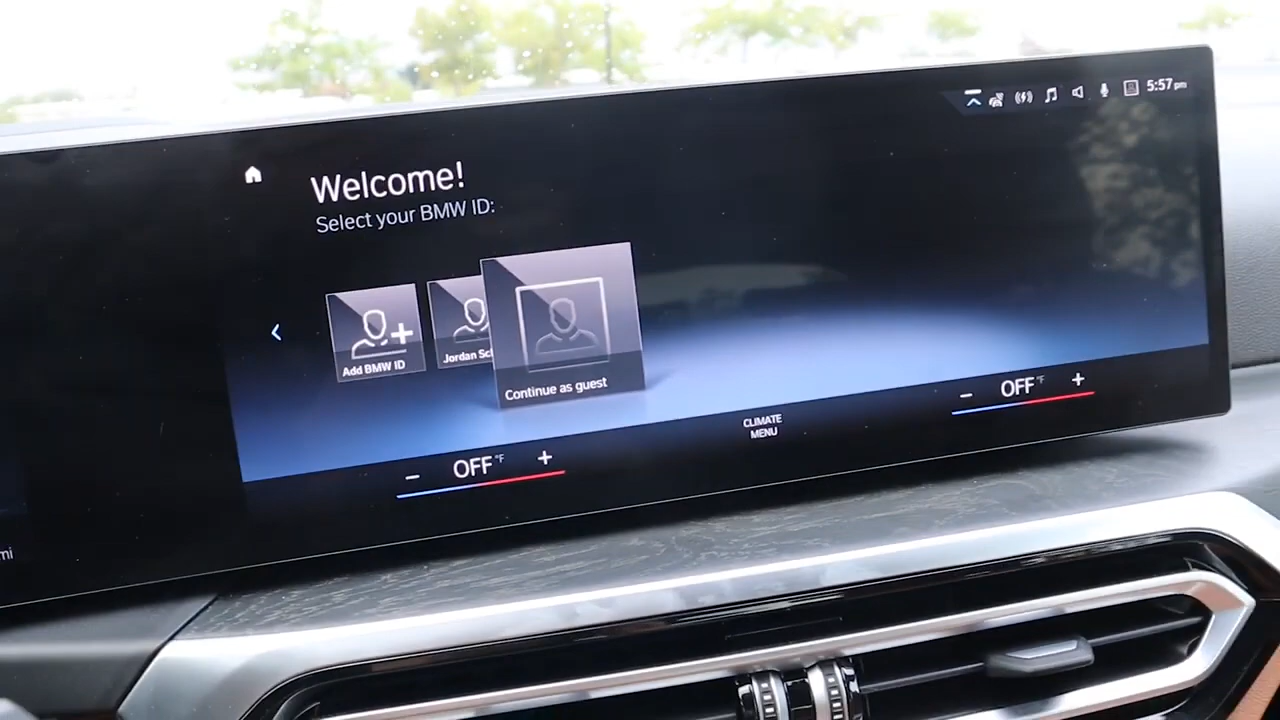 5:57 pm
Welcome!
Select your BMW ID:
Add BMW ID
Jordan
Continue as guest
- OFF °F +
CLIMATE
MENU
- OFF °F +
mi